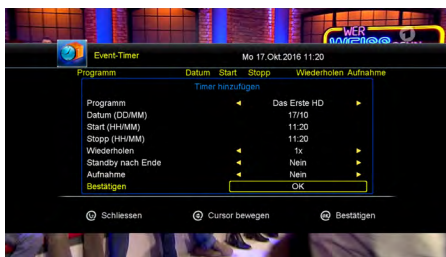 WER
WEISS
Event-Timer Mo 17.Okt.2016 11:20
Programm Datum Start Stopp Wiederholen Aufnahme
Timer hinzufügen
Programm Das Erste HD
Datum (DD/MM) 17/10
Start (HH/MM) 11:20
Stopp (HH/MM) 11:20
Wiederholen 1x
Standby nach Ende Nein
Aufnahme Nein
Bestätigen OK
Schliessen Cursor bewegen Bestätigen